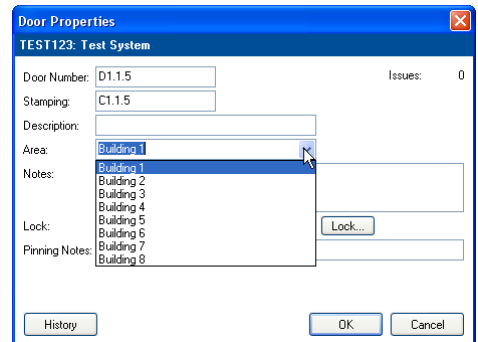 Door Properties
TEST123: Test System
Door Number: D1.1.5 Issues: 0
Stamping: C1.1.5
Description:
Area: Building 1
Notes:
Building 1
Building 2
Building 3
Building 4
Building 5
Building 6
Building 7
Building 8
Lock: Lock...
Pinning Notes:
History OK Cancel